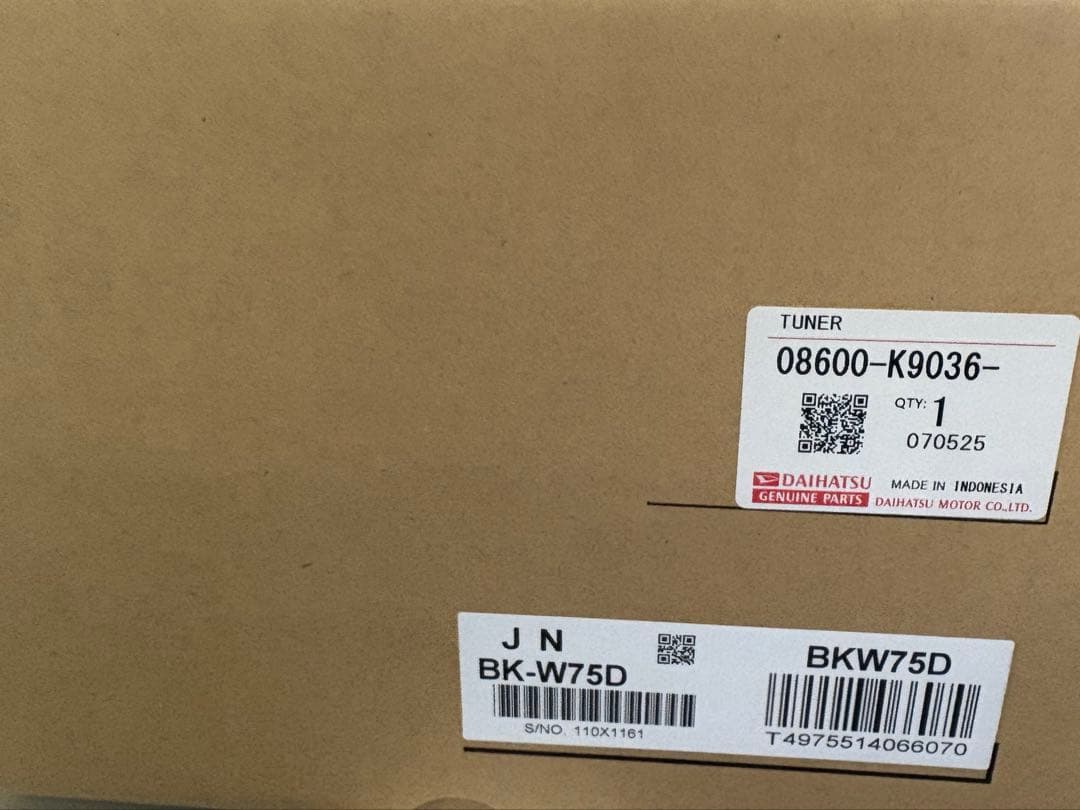 TUNER
08600-K9036-
QTY: 1
070525
DAIHATSU
GENUINE PARTS
MADE IN INDONESIA
DAIHATSU MOTOR CO.,LTD.
J N
BK-W75D
S/NO. 110X1161
BKW75D
T4975514066070